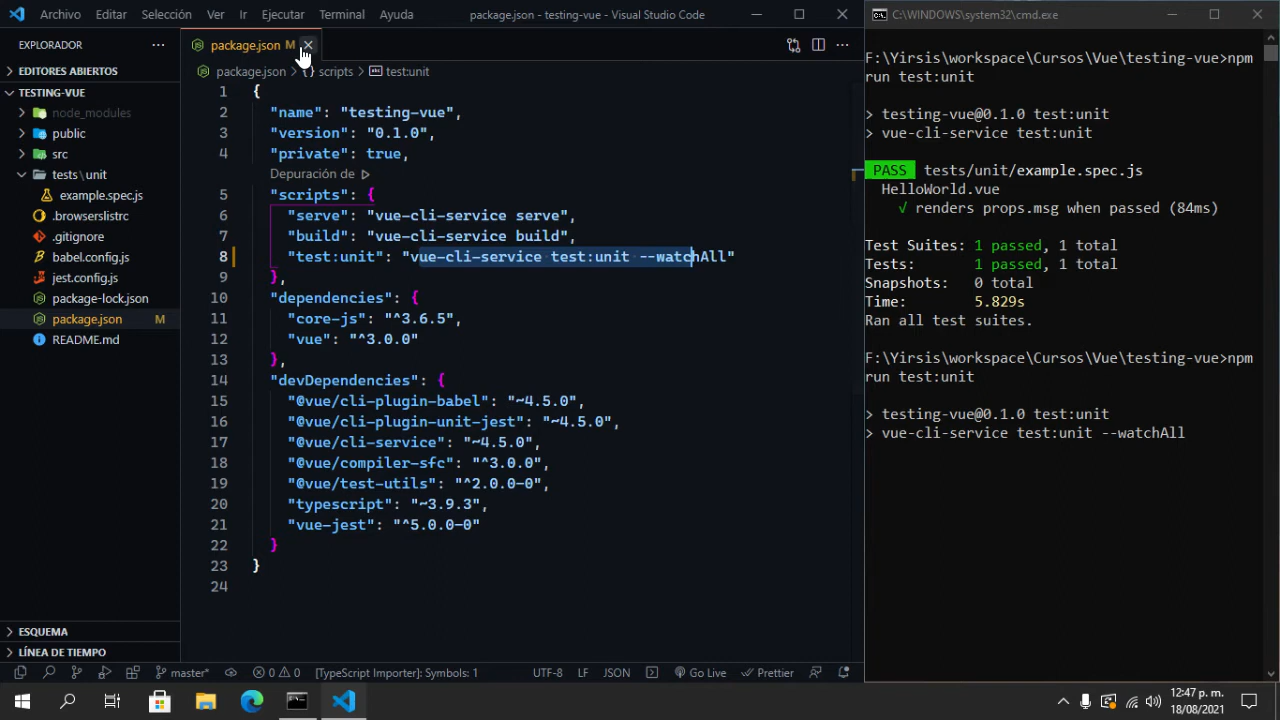 Archivo Editar Selección Ver Ir Ejecutar Terminal Ayuda package.json - testing-vue - Visual Studio Code
EXPLORADOR
EDITORES ABIERTOS
TESTING-VUE
node_modules
public
src
tests \ unit
example.spec.js
.browserslistrc
.gitignore
babel.config.js
jest.config.js
package-lock.json
package.json M
README.md
ESQUEMA
LÍNEA DE TIEMPO
package.json M
package.json > {} scripts > test:unit
1 {
2 "name": "testing-vue",
3 "version": "0.1.0",
4 "private": true,
Depuración de
5 "scripts": {
6 "serve": "vue-cli-service serve",
7 "build": "vue-cli-service build",
8 "test:unit": "vue-cli-service test:unit --watchAll"
9 },
10 "dependencies": {
11 "core-js": "^3.6.5",
12 "vue": "^3.0.0"
13 },
14 "devDependencies": {
15 "@vue/cli-plugin-babel": "~4.5.0",
16 "@vue/cli-plugin-unit-jest": "~4.5.0",
17 "@vue/cli-service": "~4.5.0",
18 "@vue/compiler-sfc": "^3.0.0",
19 "@vue/test-utils": "^2.0.0-0",
20 "typescript": "~3.9.3",
21 "vue-jest": "^5.0.0-0"
22 }
23 }
24
master* 0 0 [TypeScript Importer]: Symbols: 1 UTF-8 LF JSON Go Live Prettier
C:\WINDOWS\system32\cmd.exe
F:\Yirsis\workspace\Cursos\Vue\testing-vue>npm
run test:unit
> testing-vue@0.1.0 test:unit
> vue-cli-service test:unit
PASS tests/unit/example.spec.js
HelloWorld.vue
√ renders props.msg when passed (84ms)
Test Suites: 1 passed, 1 total
Tests: 1 passed, 1 total
Snapshots: 0 total
Time: 5.829s
Ran all test suites.
F:\Yirsis\workspace\Cursos\Vue\testing-vue>npm
run test:unit
> testing-vue@0.1.0 test:unit
> vue-cli-service test:unit --watchAll
12:47 p. m.
18/08/2021